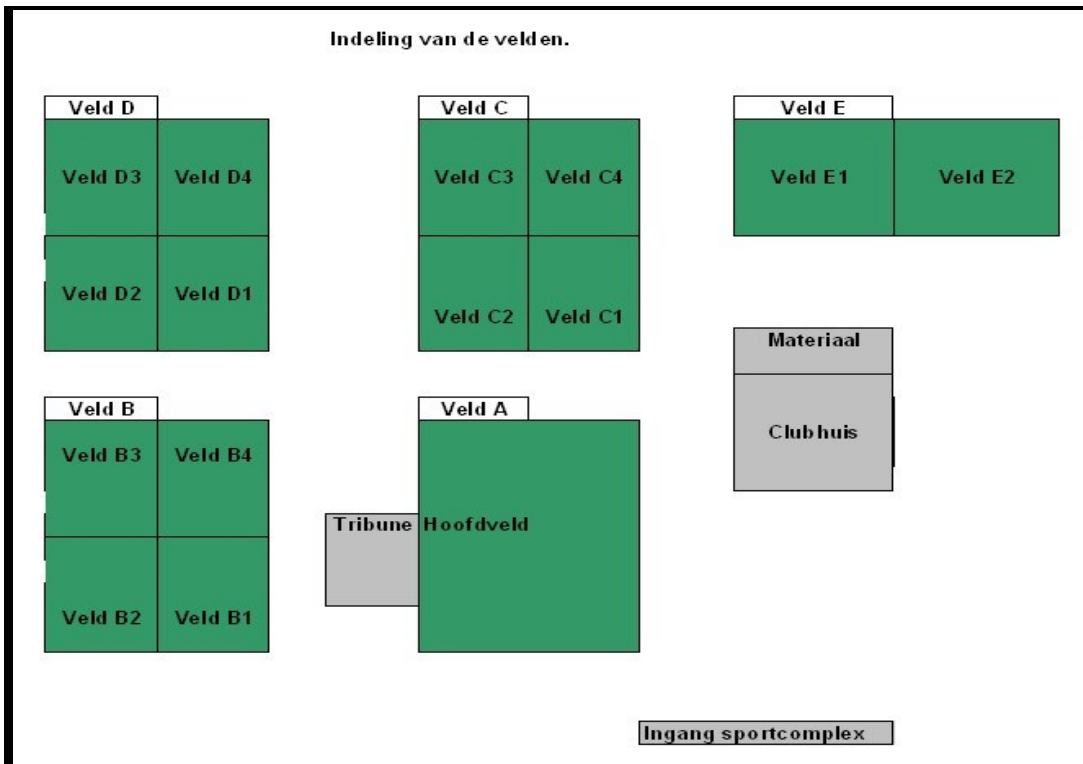 Indeling van de velden.
Veld D
Veld C
Veld E
Veld D3 Veld D4
Veld C3 Veld C4
Veld E1 Veld E2
Veld D2 Veld D1
Veld C2 Veld C1
Materiaal
Clubhuis
Veld B
Veld A
Veld B3 Veld B4
Tribune Hoofdveld
Veld B2 Veld B1
Ingang sportcomplex